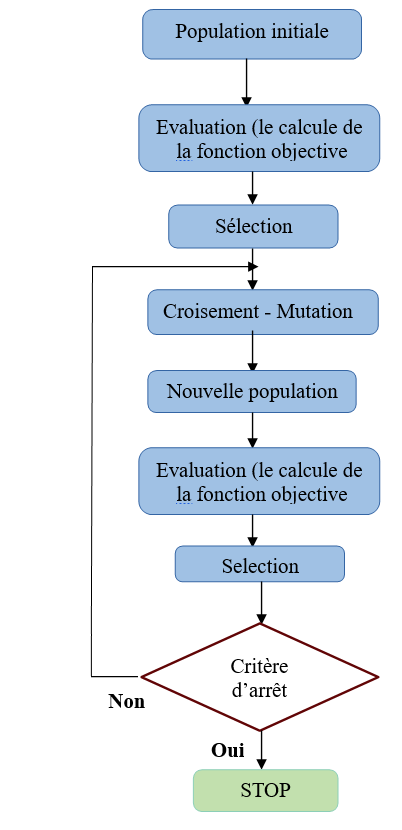 Population initiale
Evaluation (le calcule de
la fonction objective
Sélection
Croisement - Mutation
Nouvelle population
Evaluation (le calcule de
la fonction objective
Selection
Critère
d’arrêt
Non
Oui
STOP